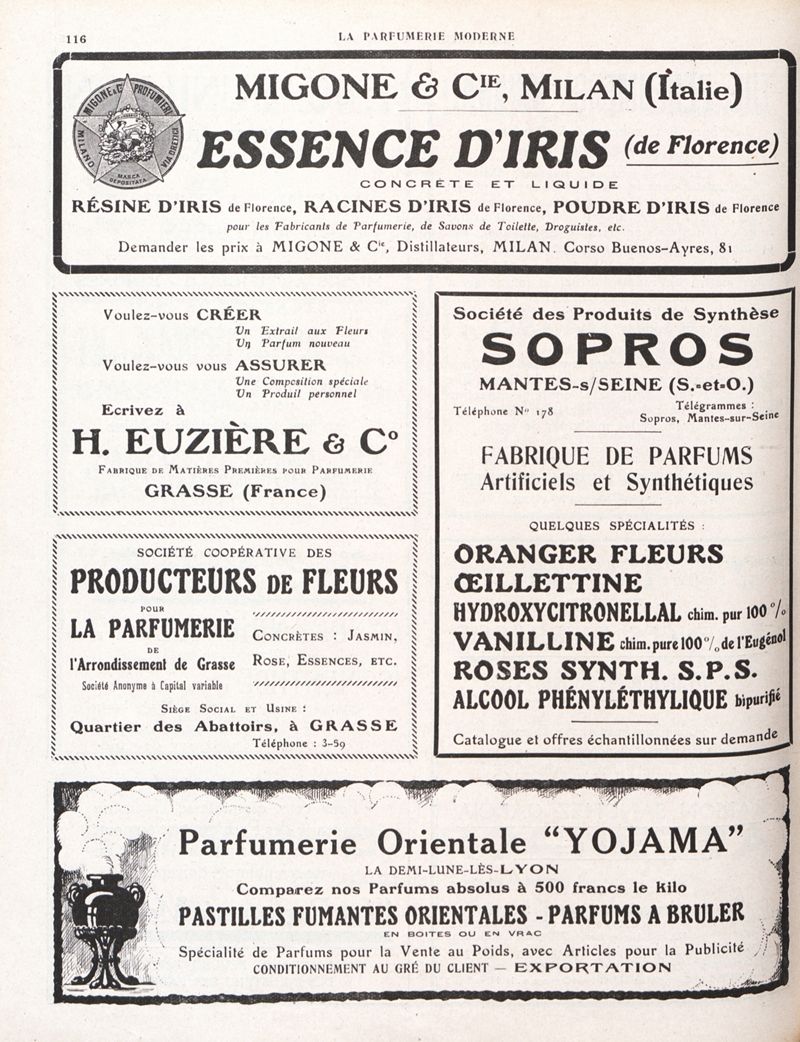 116
LA PARFUMERIE MODERNE
MIGONE & C
PROFUMIERI
MILANO
VIA OREFICI
MARCA
DEPOSITATA
MIGONE & CIE, MILAN (Italie)
ESSENCE D'IRIS (de Florence)
CONCRÈTE ET LIQUIDE
RÉSINE D'IRIS de Florence, RACINES D'IRIS de Florence, POUDRE D'IRIS de Florence
pour les Fabricants de Parfumerie, de Savons de Toilette, Droguistes, etc.
Demander les prix à MIGONE & Cie, Distillateurs, MILAN. Corso Buenos-Ayres, 81
Voulez-vous CRÉER
Un Extrait aux Fleurs
Un Parfum nouveau
Voulez-vous vous ASSURER
Une Composition spéciale
Un Produit personnel
Ecrivez à
H. EUZIÈRE & Co
FABRIQUE DE MATIÈRES PREMIÈRES POUR PARFUMERIE
GRASSE (France)
SOCIÉTÉ COOPÉRATIVE DES
PRODUCTEURS DE FLEURS
POUR
LA PARFUMERIE
DE
l'Arrondissement de Grasse
Société Anonyme à Capital variable
CONCRÈTES : JASMIN,
ROSE, ESSENCES, ETC.
SIÈGE SOCIAL ET USINE :
Quartier des Abattoirs, à GRASSE
Téléphone : 3-59
Société des Produits de Synthèse
SOPROS
MANTES-s/SEINE (S.-et-O.)
Téléphone No 178
Télégrammes :
Sopros, Mantes-sur-Seine
FABRIQUE DE PARFUMS
Artificiels et Synthétiques
QUELQUES SPÉCIALITÉS :
ORANGER FLEURS
ŒILLETTINE
HYDROXYCITRONELLAL chim. pur 100 %
VANILLINE chim. pure 100 % de l'Eugénol
ROSES SYNTH. S.P.S.
ALCOOL PHÉNYLÉTHYLIQUE bipurifié
Catalogue et offres échantillonnées sur demande
Parfumerie Orientale "YOJAMA"
LA DEMI-LUNE-LÈS-LYON
Comparez nos Parfums absolus à 500 francs le kilo
PASTILLES FUMANTES ORIENTALES - PARFUMS A BRULER
EN BOITES OU EN VRAC
Spécialité de Parfums pour la Vente au Poids, avec Articles pour la Publicité
CONDITIONNEMENT AU GRÉ DU CLIENT — EXPORTATION